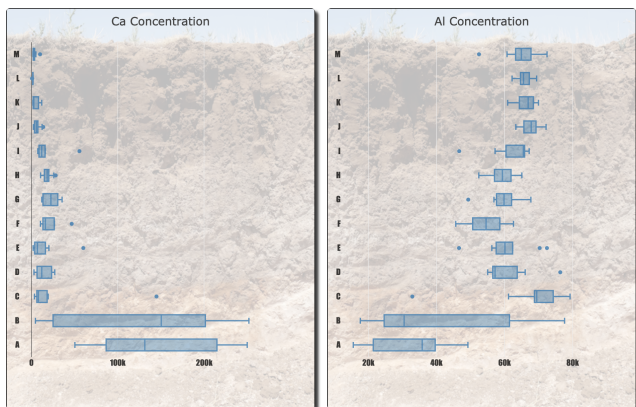 Ca Concentration
M
L
K
J
I
H
G
F
E
D
C
B
A
0 100k 200k
Al Concentration
M
L
K
J
I
H
G
F
E
D
C
B
A
20k 40k 60k 80k